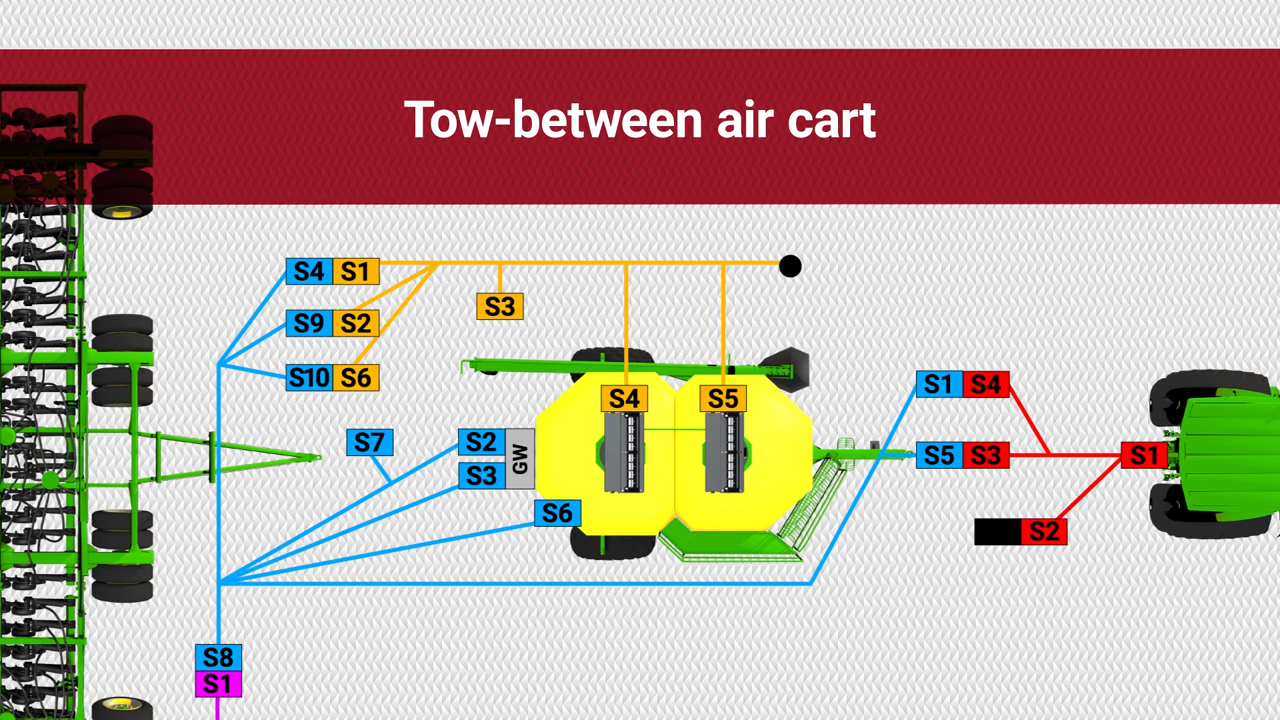 Tow-between air cart
S4 S1
S3
S9 S2
S10 S6
S4 S5
S1 S4
S7 S2
GW
S3
S5 S3 S1
S6
S2
S8
S1